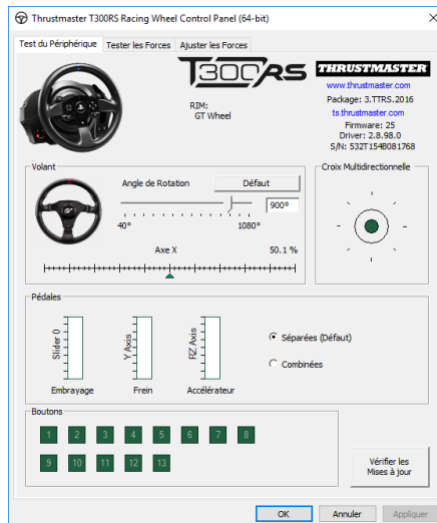 Thrustmaster T300RS Racing Wheel Control Panel (64-bit)
Test du Périphérique Tester les Forces Ajuster les Forces
T300RS
THRUSTMASTER
www.thrustmaster.com
RIM:
GT Wheel
Package: 3.TTRS.2016
ts.thrustmaster.com
Firmware: 25
Driver: 2.8.98.0
S/N: 532T154B081768
Volant
Angle de Rotation
Défaut
900°
40°
1080°
Axe X
50.1 %
Croix Multidirectionnelle
Pédales
Slider 0
Y Axis
RZ Axis
Embrayage
Frein
Accélérateur
Séparées (Défaut)
Combinées
Boutons
1 2 3 4 5 6 7 8
9 10 11 12 13
Vérifier les
Mises à jour
OK
Annuler
Appliquer